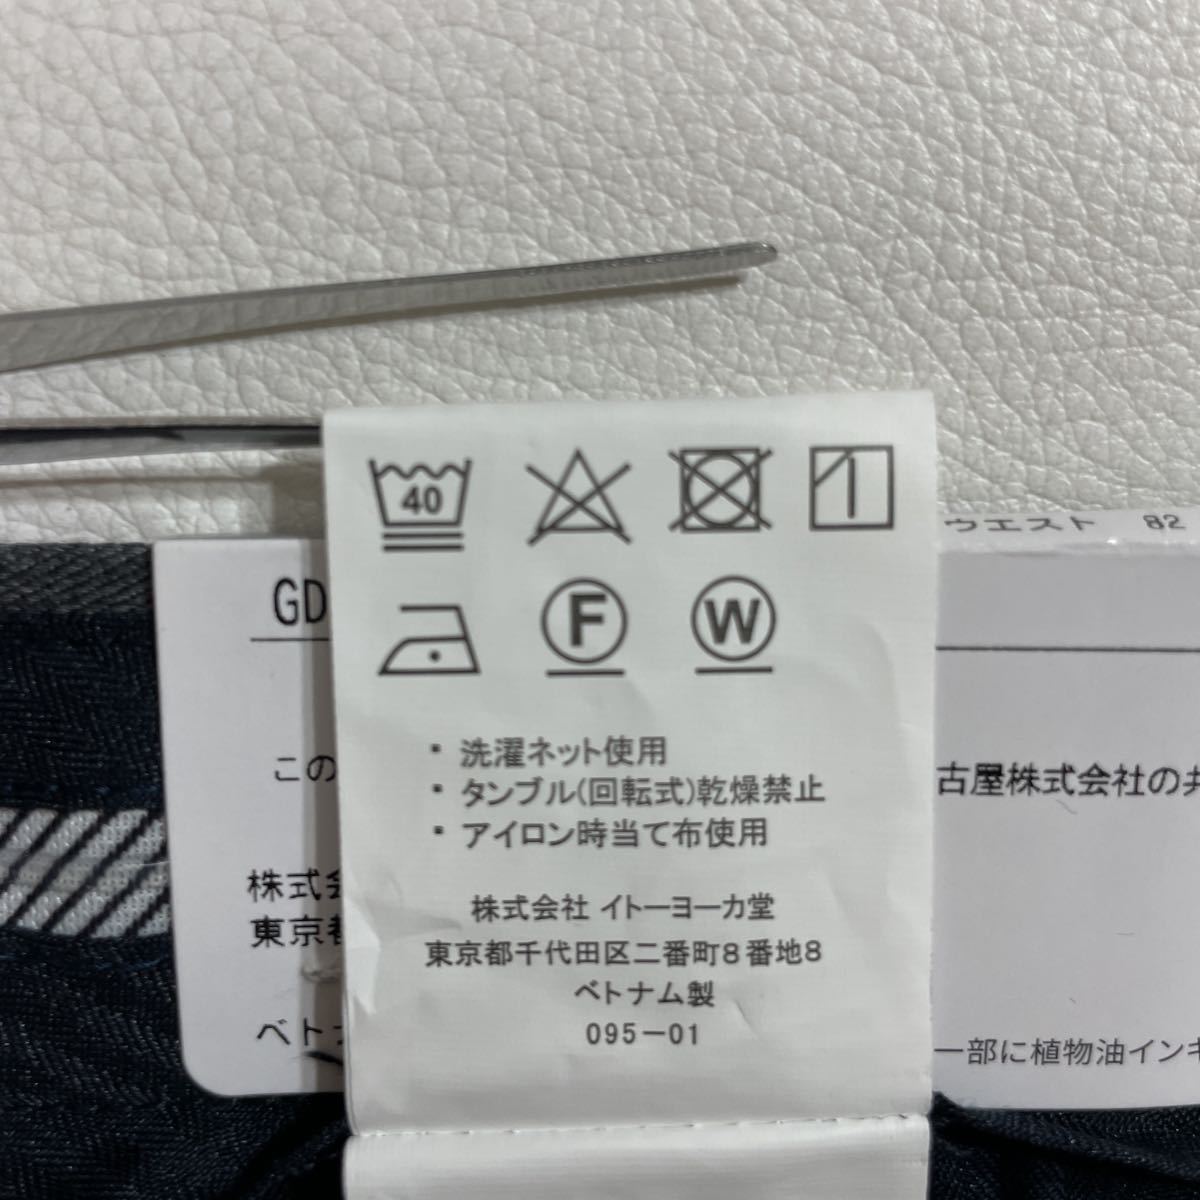 40
F W
・洗濯ネット使用
・タンブル(回転式)乾燥禁止
・アイロン時当て布使用
株式会社 イトーヨーカ堂
東京都千代田区二番町8番地8
ベトナム製
095-01
ウエスト 82
GD
この
古屋株式会社の
株式
東京都
ベト
一部に植物油イン